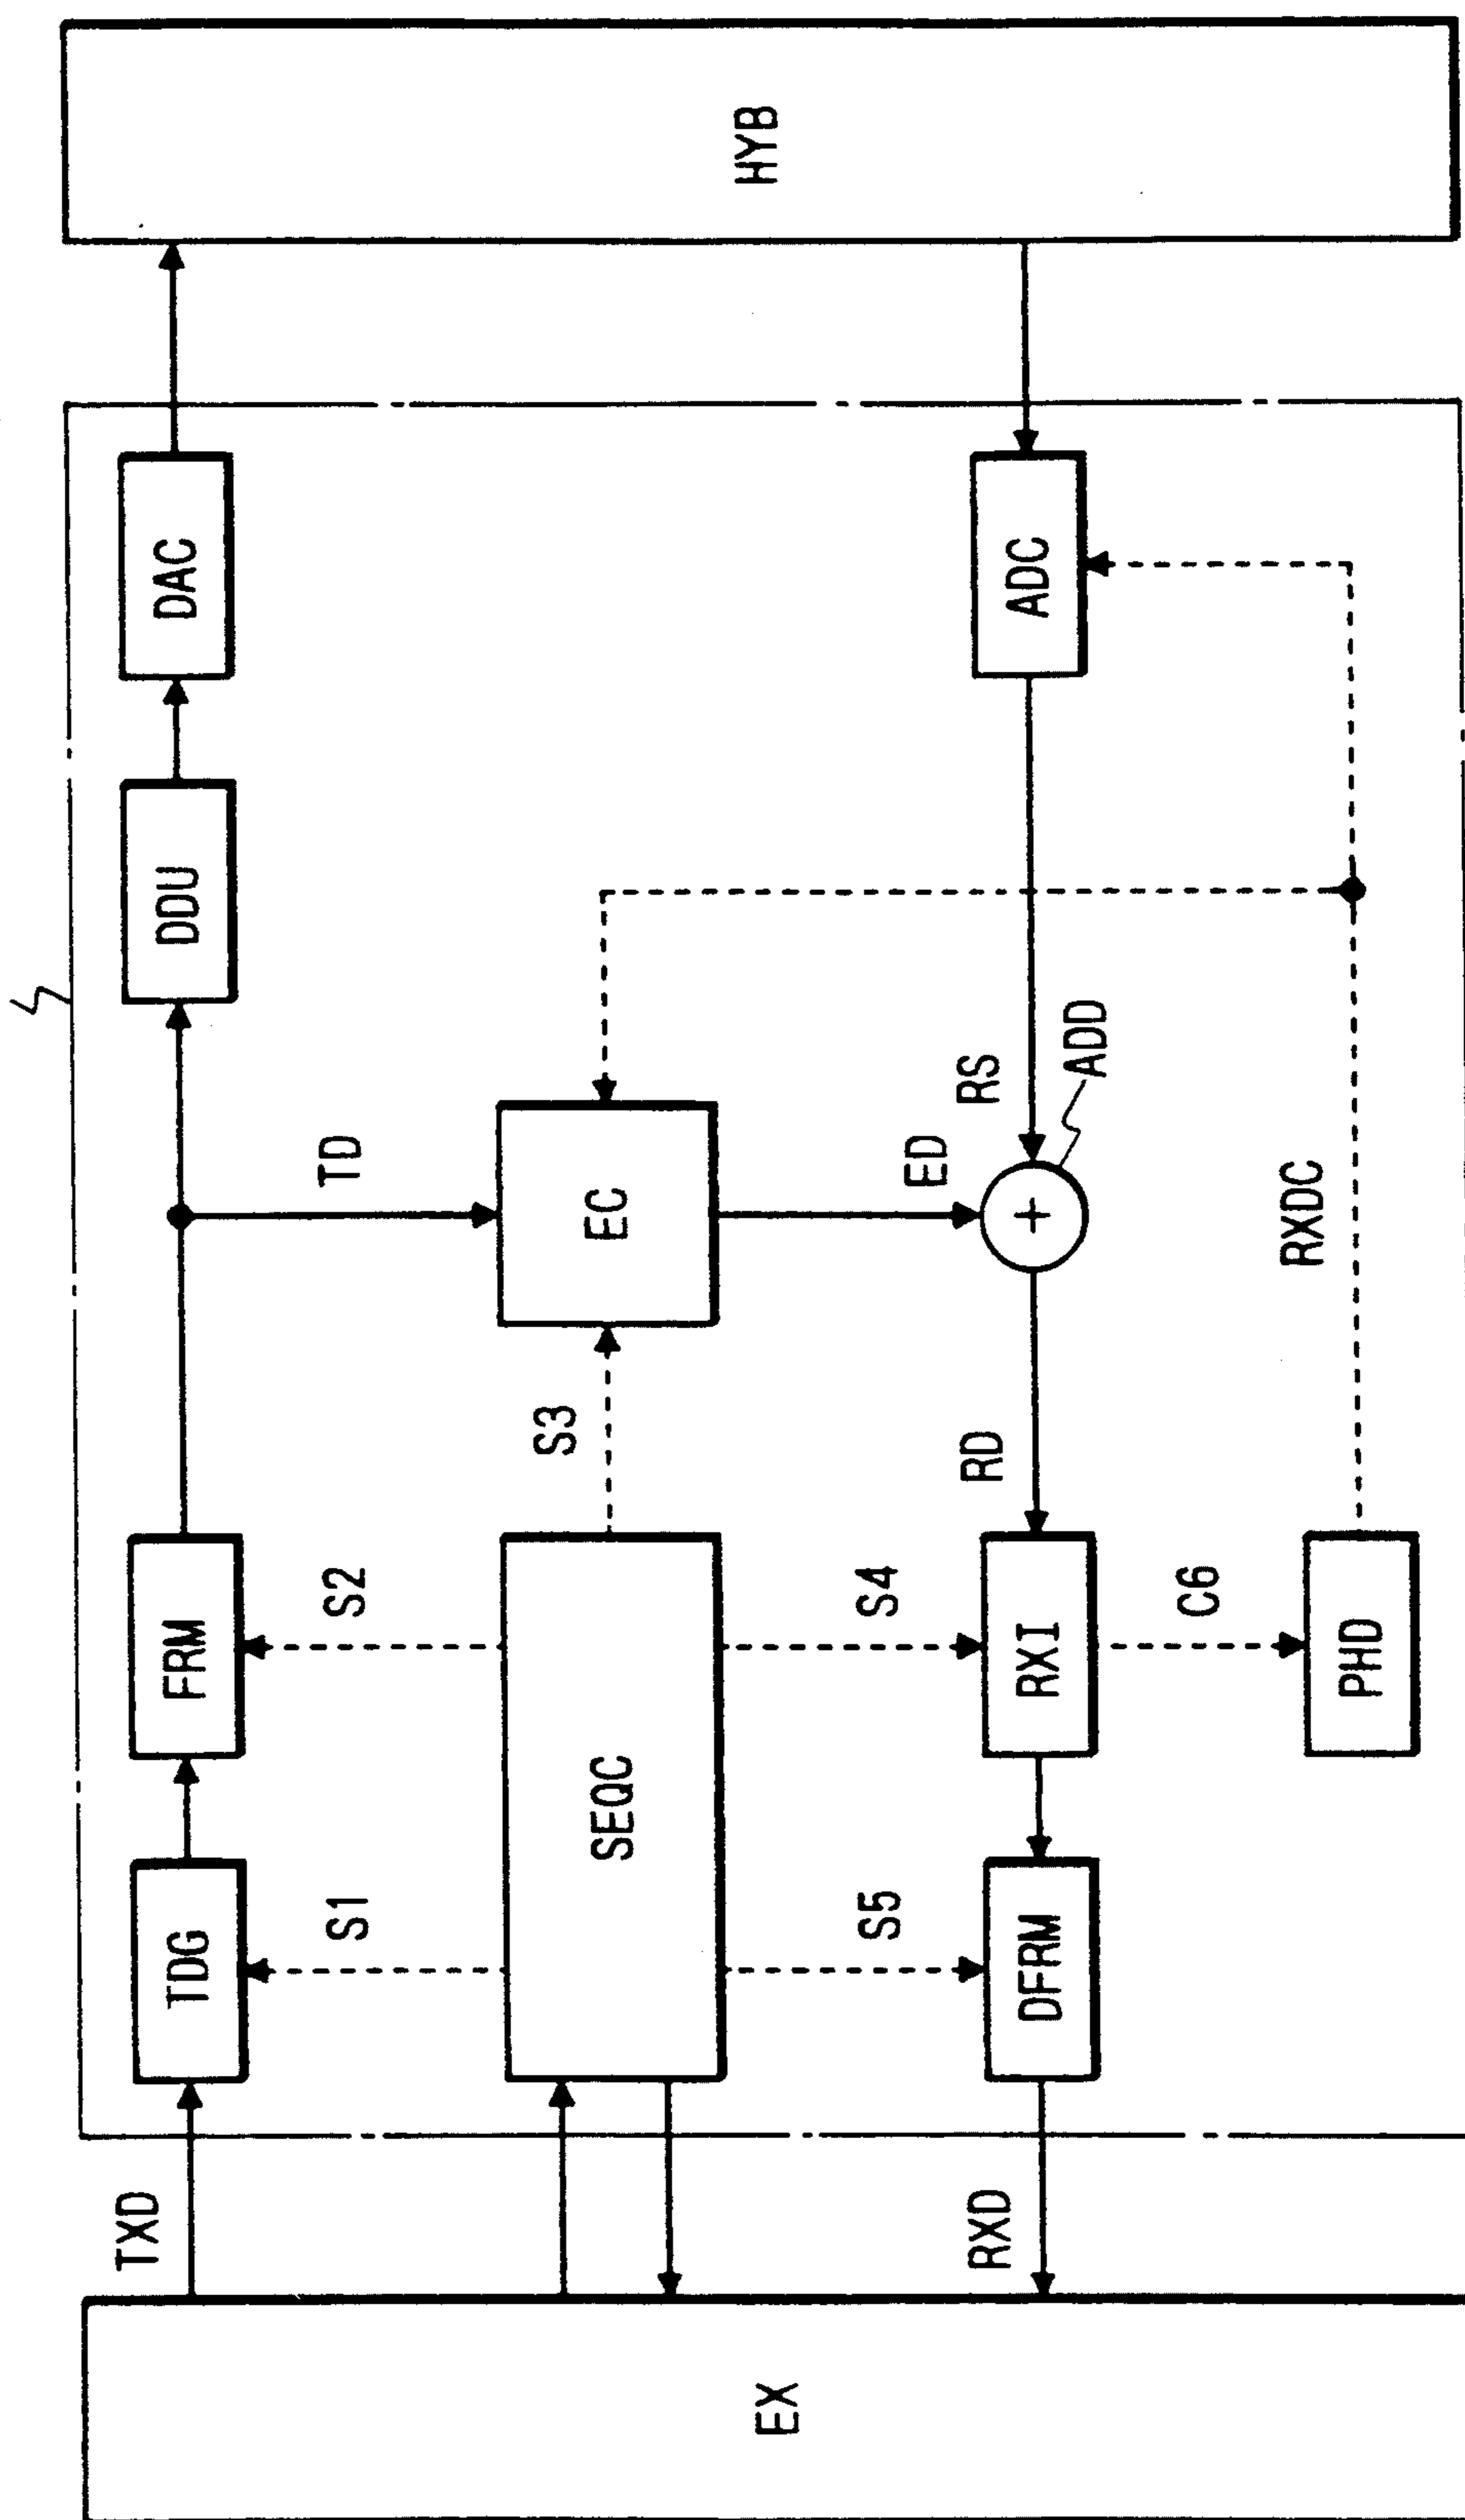 TXD
TDG
FRM
DDU
DAC
S1
S2
TD
EX
SEQC
S3
EC
HYB
S5
S4
ED
RS
RXD
DFRM
RXI
RD
+
ADC
ADD
C6
RXDC
PHD